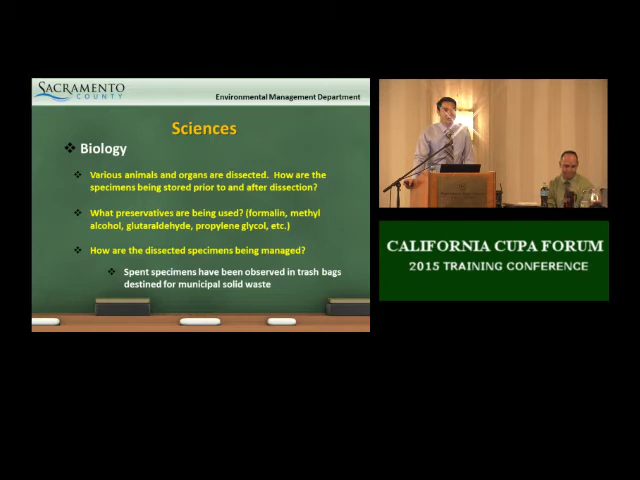 SACRAMENTO
COUNTY
Environmental Management Department
Sciences
Biology
Various animals and organs are dissected. How are the
specimens being stored prior to and after dissection?
What preservatives are being used? (formalin, methyl
alcohol, glutaraldehyde, propylene glycol, etc.)
How are the dissected specimens being managed?
Spent specimens have been observed in trash bags
destined for municipal solid waste
CALIFORNIA CUPA FORUM
2015 TRAINING CONFERENCE